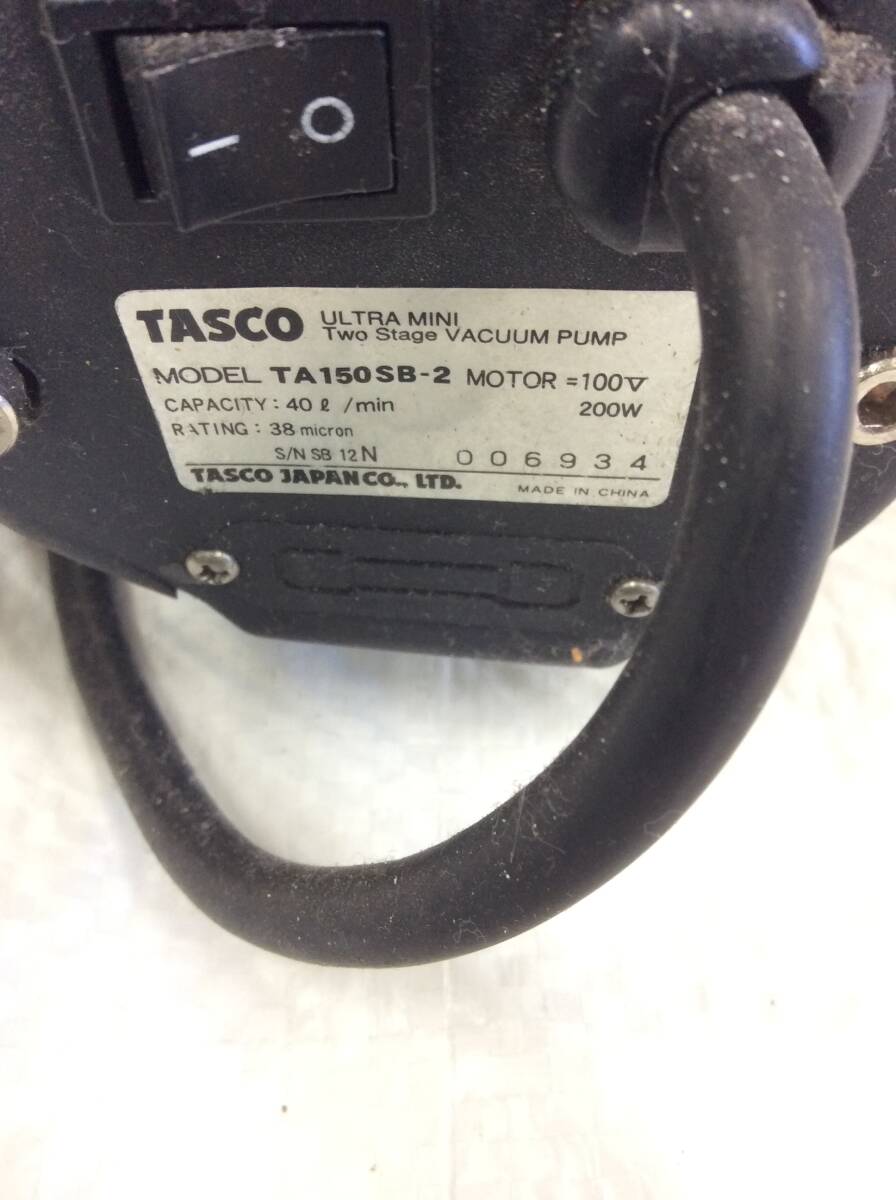 TASCO ULTRA MINI
Two Stage VACUUM PUMP
MODEL TA150SB-2 MOTOR =100V
CAPACITY : 40 ℓ /min 200W
RATING : 38 micron
S/N SB 12 N 006934
TASCO JAPAN CO., LTD. MADE IN CHINA